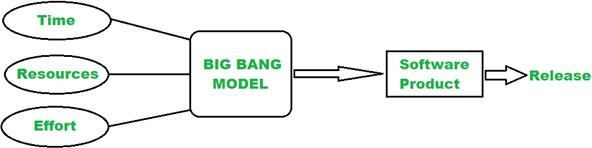 Time
Resources
Effort
BIG BANG
MODEL
Software
Product
Release